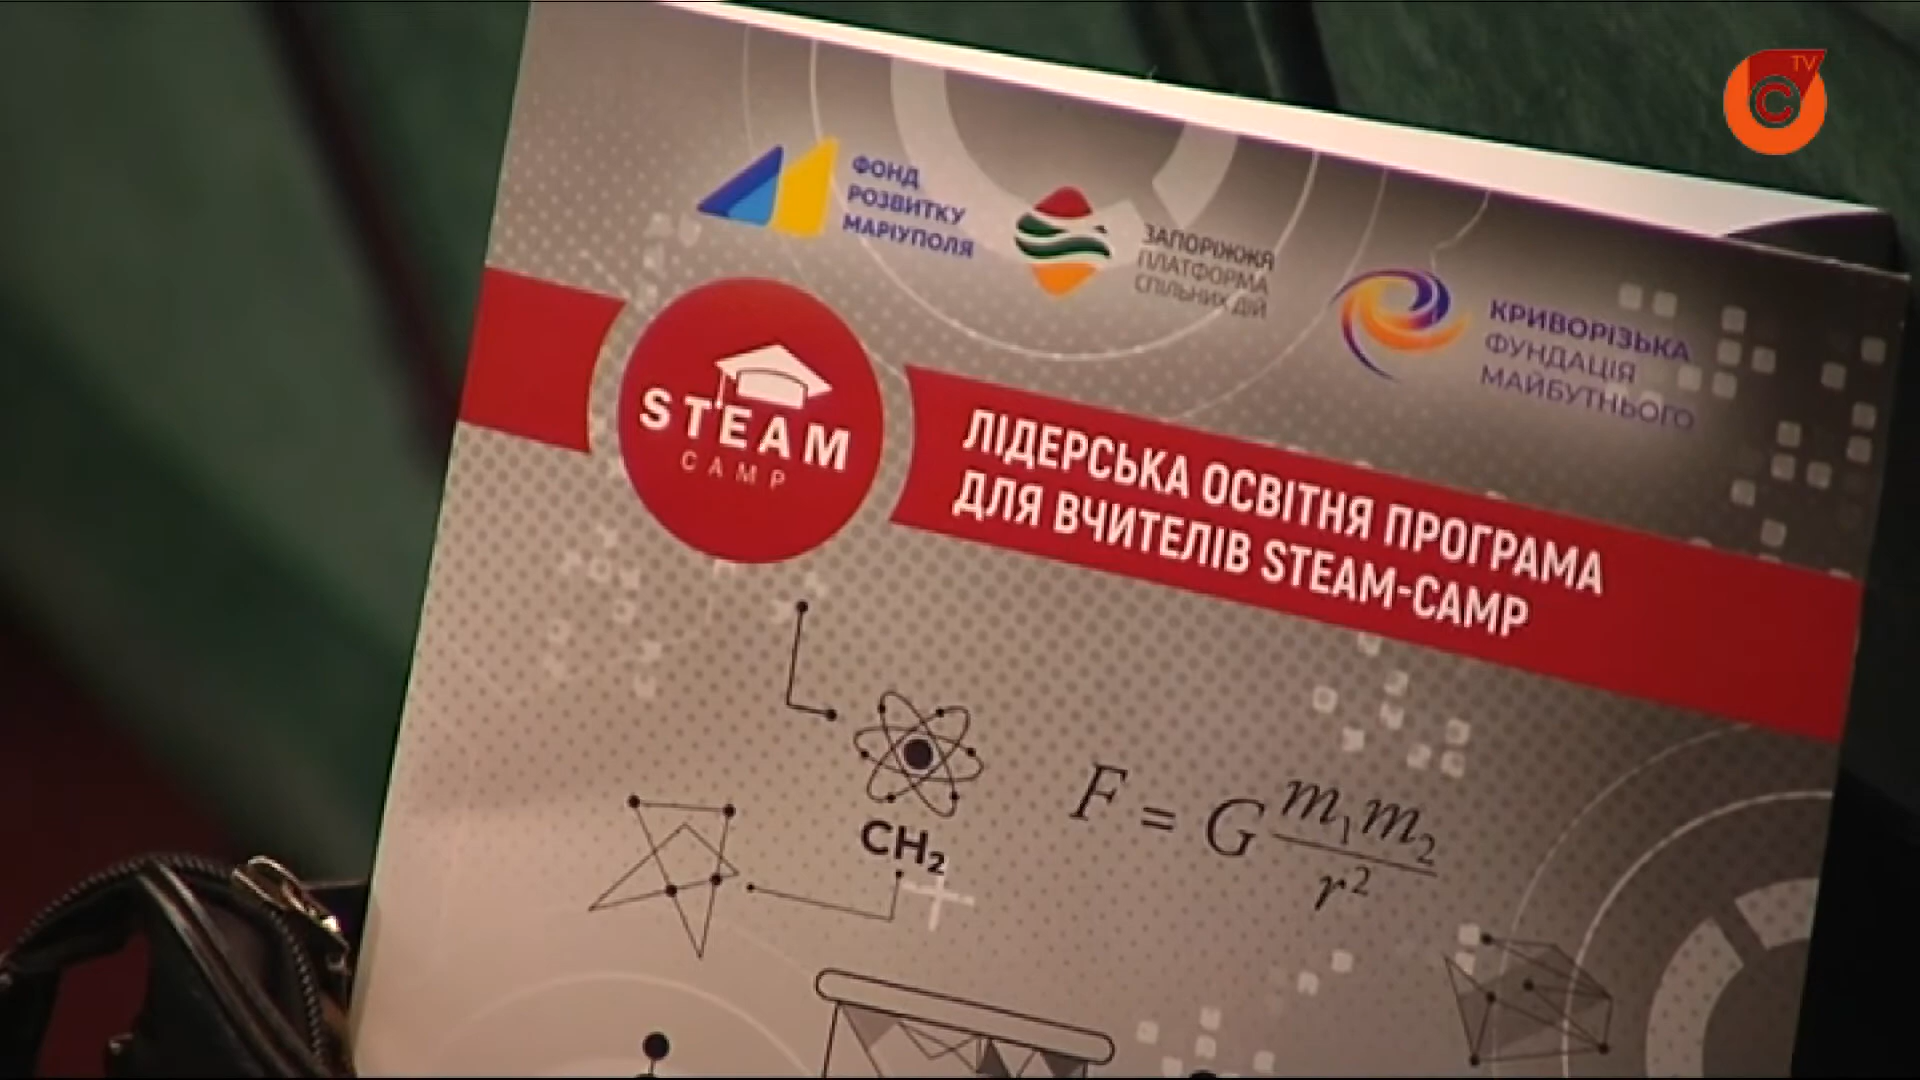 TV
C
ФОНД
РОЗВИТКУ
МАРІУПОЛЯ
ЗАПОРІЖЖЯ
ПЛАТФОРМА
СПІЛЬНИХ ДІЙ
КРИВОРІЗЬКА
ФУНДАЦІЯ
МАЙБУТНЬОГО
STEAM
CAMP
ЛІДЕРСЬКА ОСВІТНЯ ПРОГРАМА
ДЛЯ ВЧИТЕЛІВ STEAM-CAMP
CH₂
F = G m₁m₂ / r²